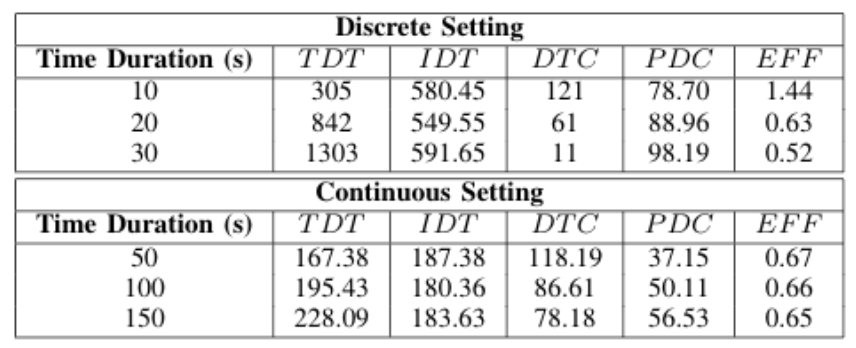 Discrete Setting
Time Duration (s) TDT IDT DTC PDC EFF
10 305 580.45 121 78.70 1.44
20 842 549.55 61 88.96 0.63
30 1303 591.65 11 98.19 0.52
Continuous Setting
Time Duration (s) TDT IDT DTC PDC EFF
50 167.38 187.38 118.19 37.15 0.67
100 195.43 180.36 86.61 50.11 0.66
150 228.09 183.63 78.18 56.53 0.65